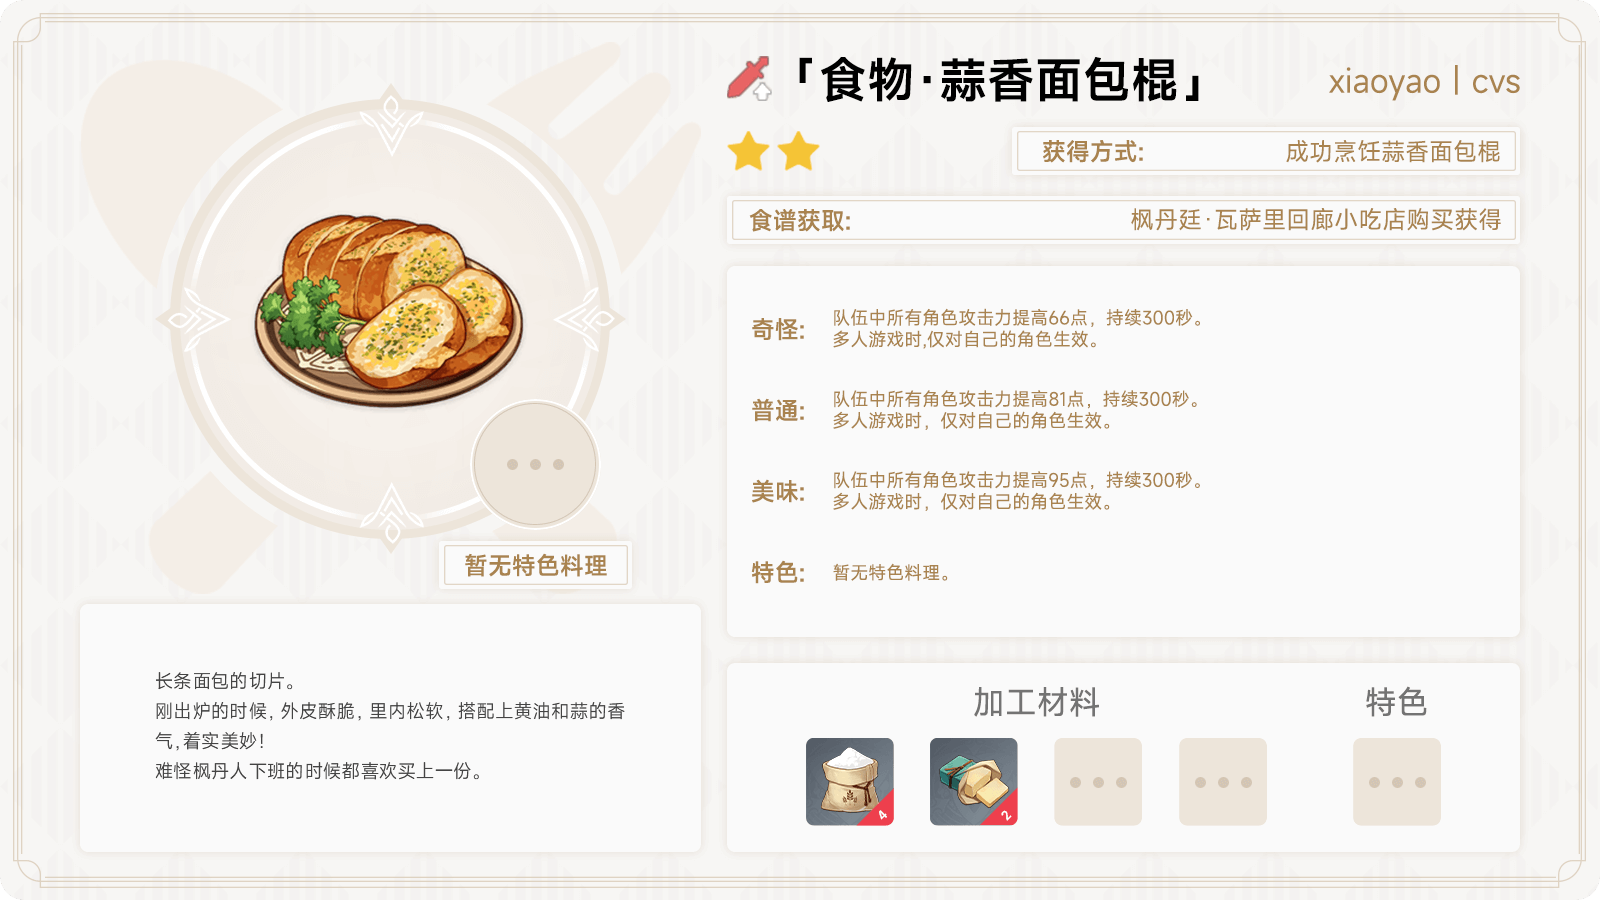 「食物·蒜香面包棍」
xiaoyao | cvs
获得方式: 成功烹饪蒜香面包棍
食谱获取: 枫丹廷·瓦萨里回廊小吃店购买获得
奇怪: 队伍中所有角色攻击力提高66点，持续300秒。
多人游戏时,仅对自己的角色生效。
普通: 队伍中所有角色攻击力提高81点，持续300秒。
多人游戏时，仅对自己的角色生效。
美味: 队伍中所有角色攻击力提高95点，持续300秒。
多人游戏时，仅对自己的角色生效。
特色: 暂无特色料理。
暂无特色料理
长条面包的切片。
刚出炉的时候，外皮酥脆，里内松软，搭配上黄油和蒜的香
气，着实美妙！
难怪枫丹人下班的时候都喜欢买上一份。
加工材料 特色
4 2